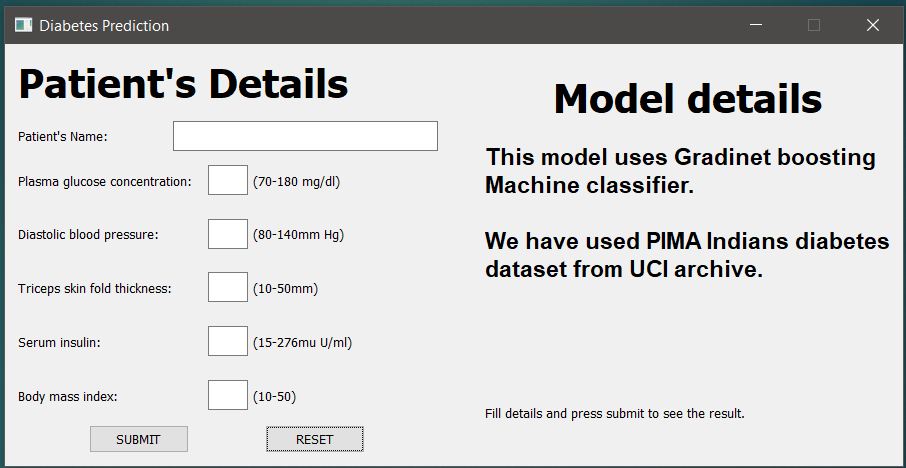 Diabetes Prediction
Patient's Details
Patient's Name:
Plasma glucose concentration: (70-180 mg/dl)
Diastolic blood pressure: (80-140mm Hg)
Triceps skin fold thickness: (10-50mm)
Serum insulin: (15-276mu U/ml)
Body mass index: (10-50)
SUBMIT RESET
Model details
This model uses Gradinet boosting
Machine classifier.
We have used PIMA Indians diabetes
dataset from UCI archive.
Fill details and press submit to see the result.